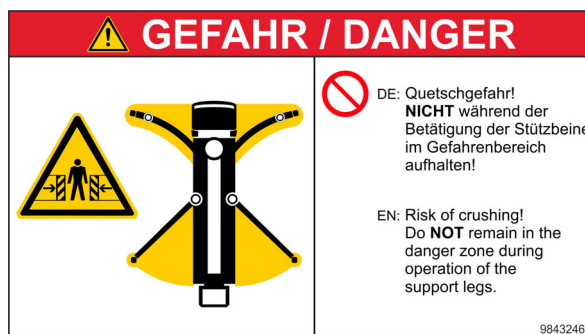 GEFAHR / DANGER
DE: Quetschgefahr!
NICHT während der
Betätigung der Stützbeine
im Gefahrenbereich
aufhalten!
EN: Risk of crushing!
Do NOT remain in the
danger zone during
operation of the
support legs.
9843246